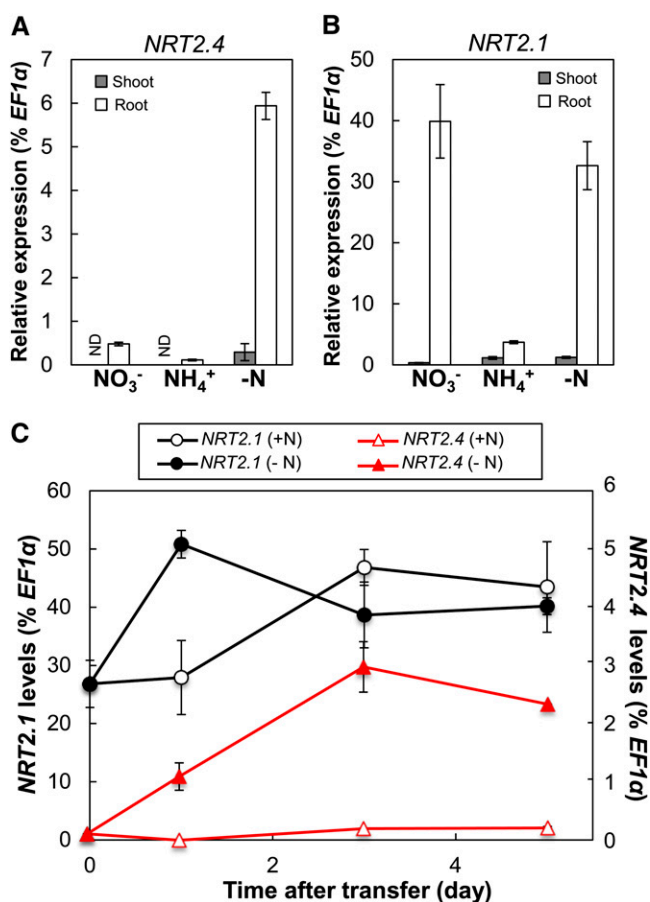 A
NRT2.4
Relative expression (% EF1α)
7
6
5
4
3
2
1
0
Shoot
Root
ND
ND
NO₃⁻
NH₄⁺
-N
B
NRT2.1
Relative expression (% EF1α)
50
40
30
20
10
0
Shoot
Root
NO₃⁻
NH₄⁺
-N
C
NRT2.1 (+N)
NRT2.4 (+N)
NRT2.1 (- N)
NRT2.4 (- N)
NRT2.1 levels (% EF1α)
60
50
40
30
20
10
0
6
5
4
3
2
1
0
NRT2.4 levels (% EF1α)
0
2
4
Time after transfer (day)